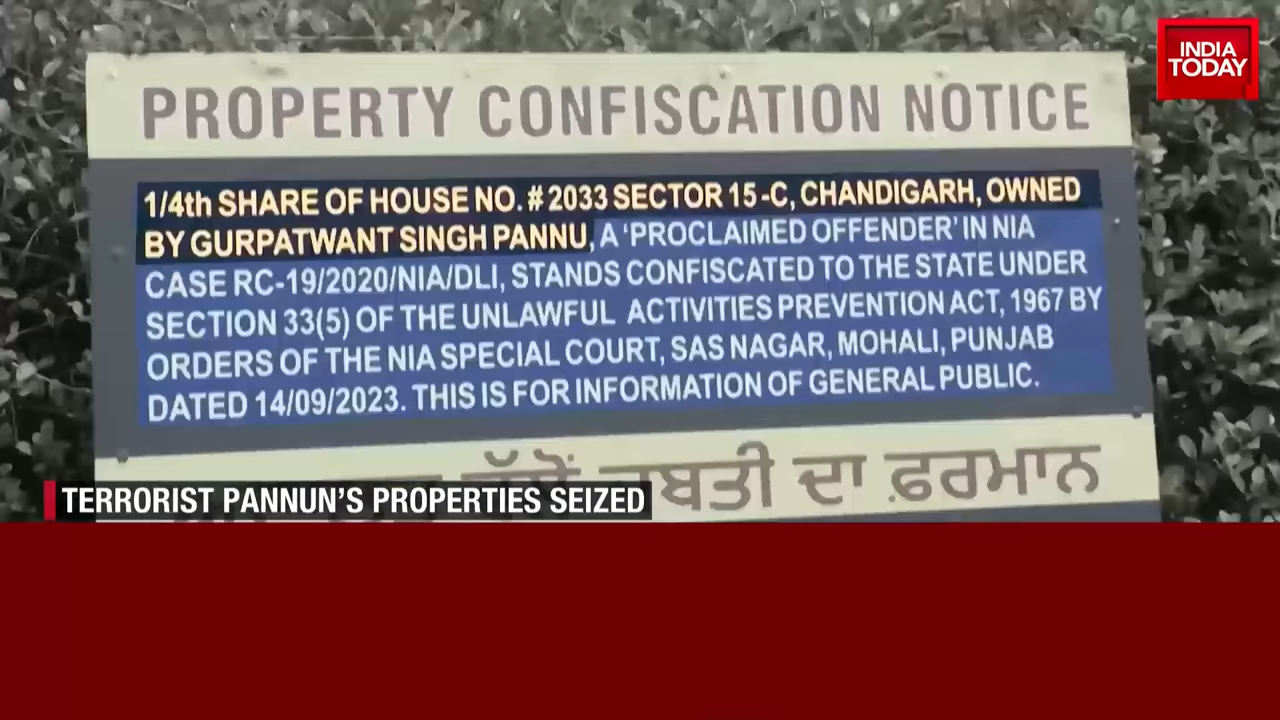 INDIA
TODAY
PROPERTY CONFISCATION NOTICE
1/4th SHARE OF HOUSE NO. # 2033 SECTOR 15-C, CHANDIGARH, OWNED
BY GURPATWANT SINGH PANNU, A 'PROCLAIMED OFFENDER' IN NIA
CASE RC-19/2020/NIA/DLI, STANDS CONFISCATED TO THE STATE UNDER
SECTION 33(5) OF THE UNLAWFUL ACTIVITIES PREVENTION ACT, 1967 BY
ORDERS OF THE NIA SPECIAL COURT, SAS NAGAR, MOHALI, PUNJAB
DATED 14/09/2023. THIS IS FOR INFORMATION OF GENERAL PUBLIC.
ਦਾ ਫ਼ਰਮਾਨ
TERRORIST PANNUN'S PROPERTIES SEIZED